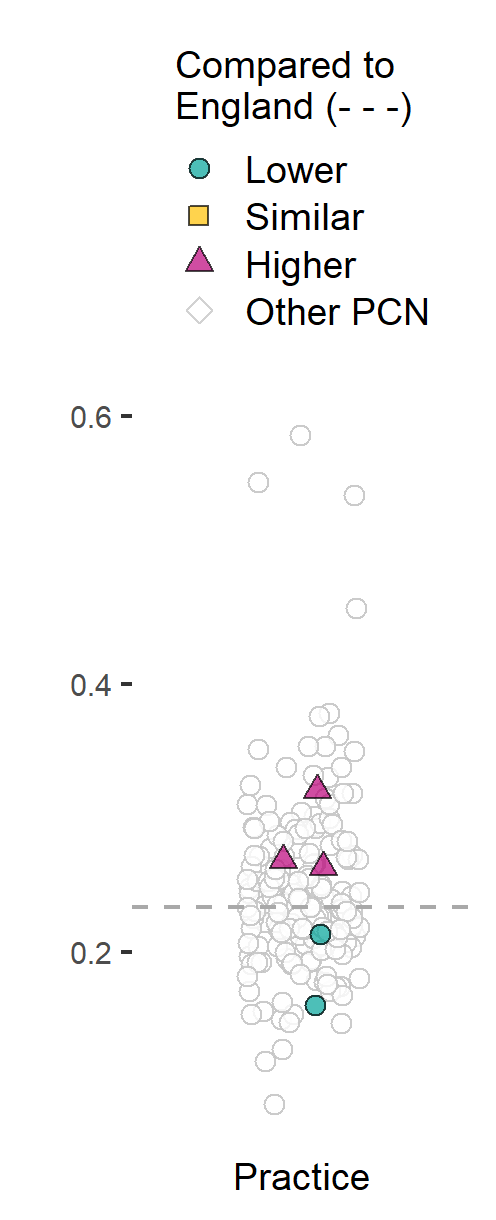 Compared to
England (- - -)
Lower
Similar
Higher
Other PCN
0.6
0.4
0.2
Practice